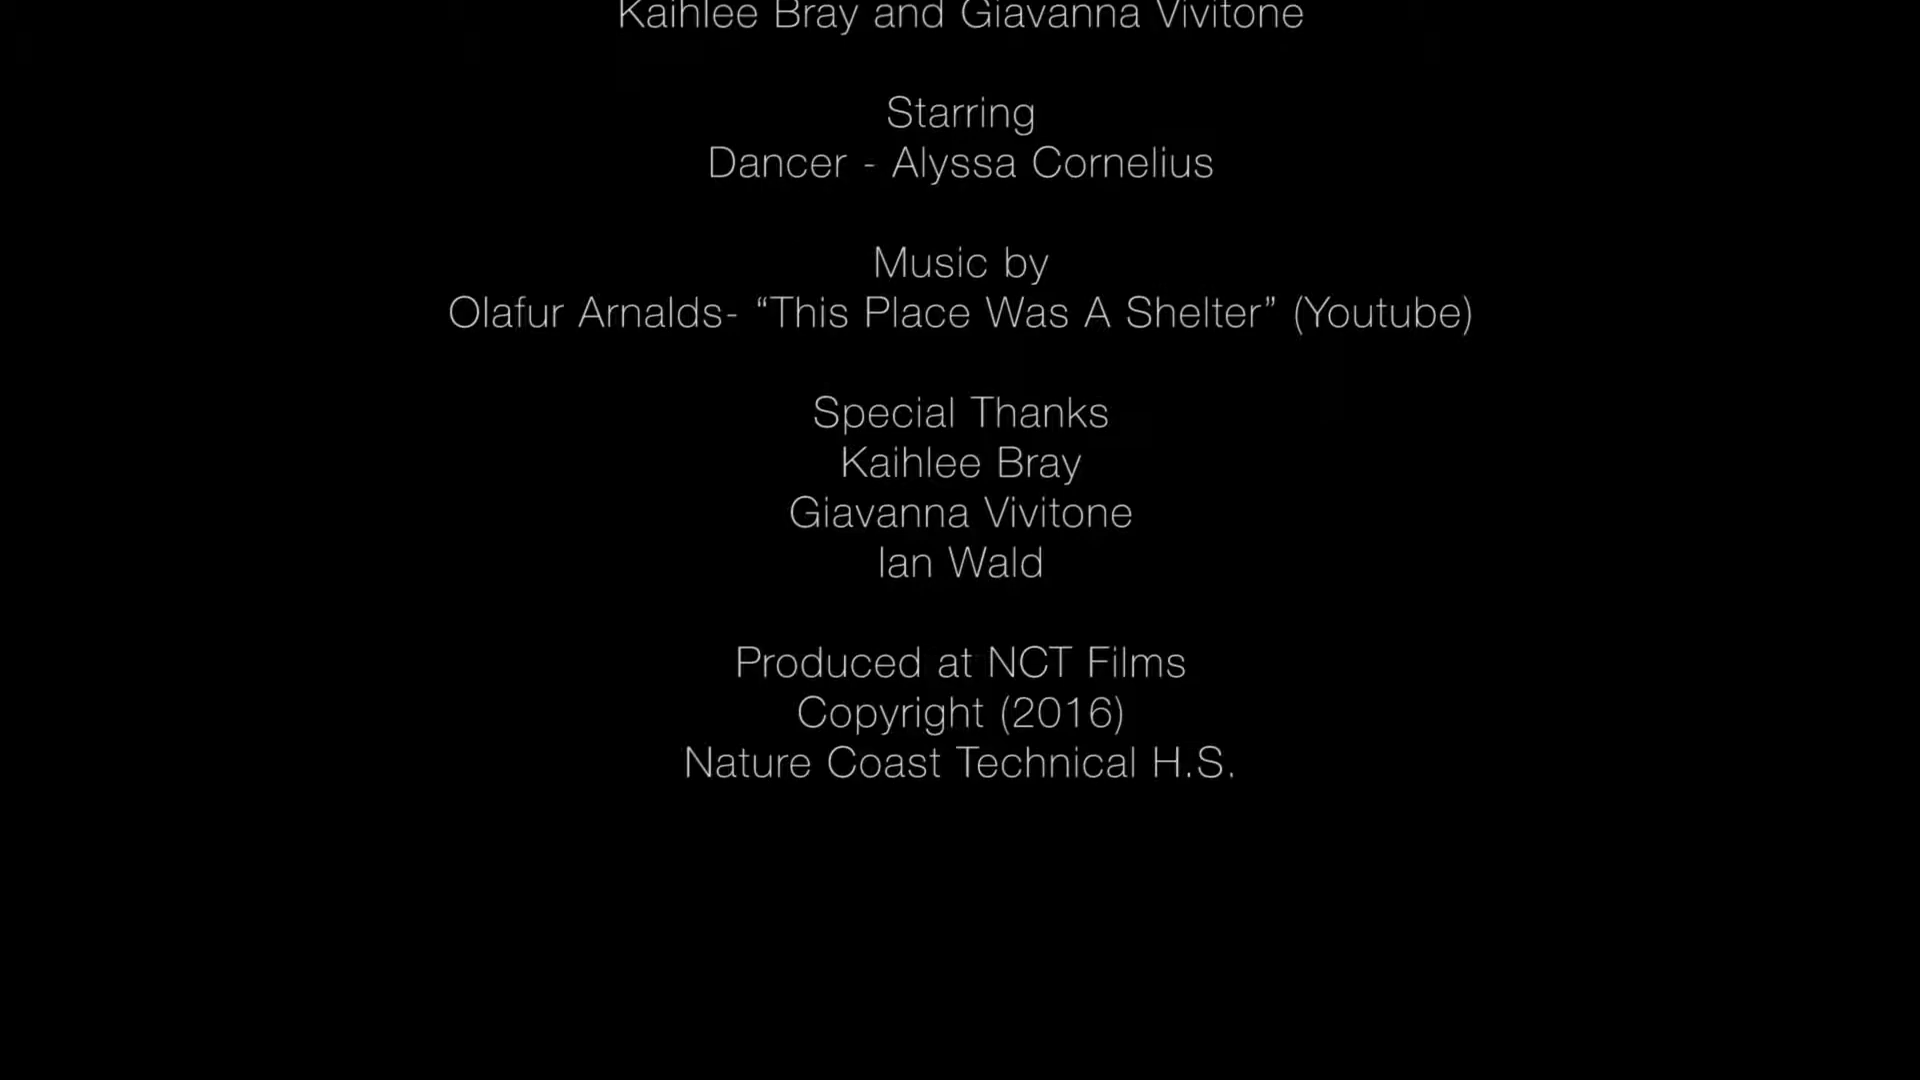 Kaihlee Bray and Giavanna Vivitone
Starring
Dancer - Alyssa Cornelius
Music by
Olafur Arnalds- “This Place Was A Shelter” (Youtube)
Special Thanks
Kaihlee Bray
Giavanna Vivitone
Ian Wald
Produced at NCT Films
Copyright (2016)
Nature Coast Technical H.S.